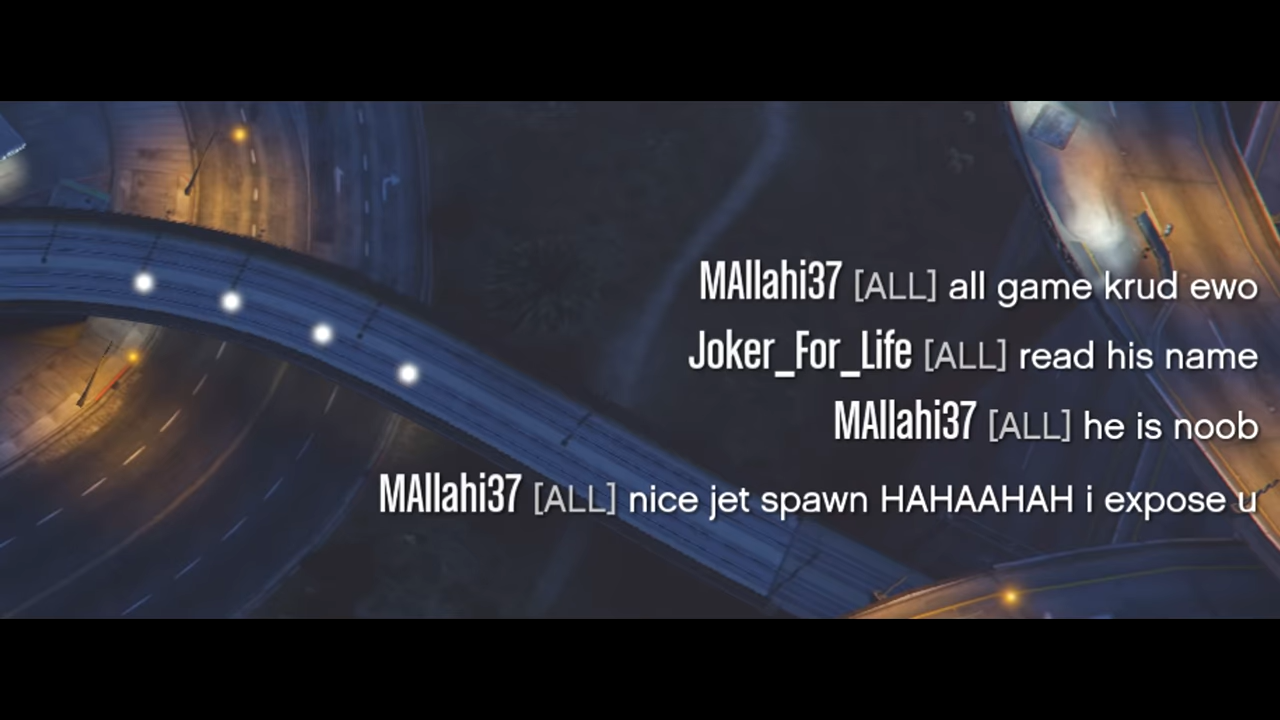 MAllahi37 [ALL] all game krud ewo
Joker_For_Life [ALL] read his name
MAllahi37 [ALL] he is noob
MAllahi37 [ALL] nice jet spawn HAHAAHAH i expose u